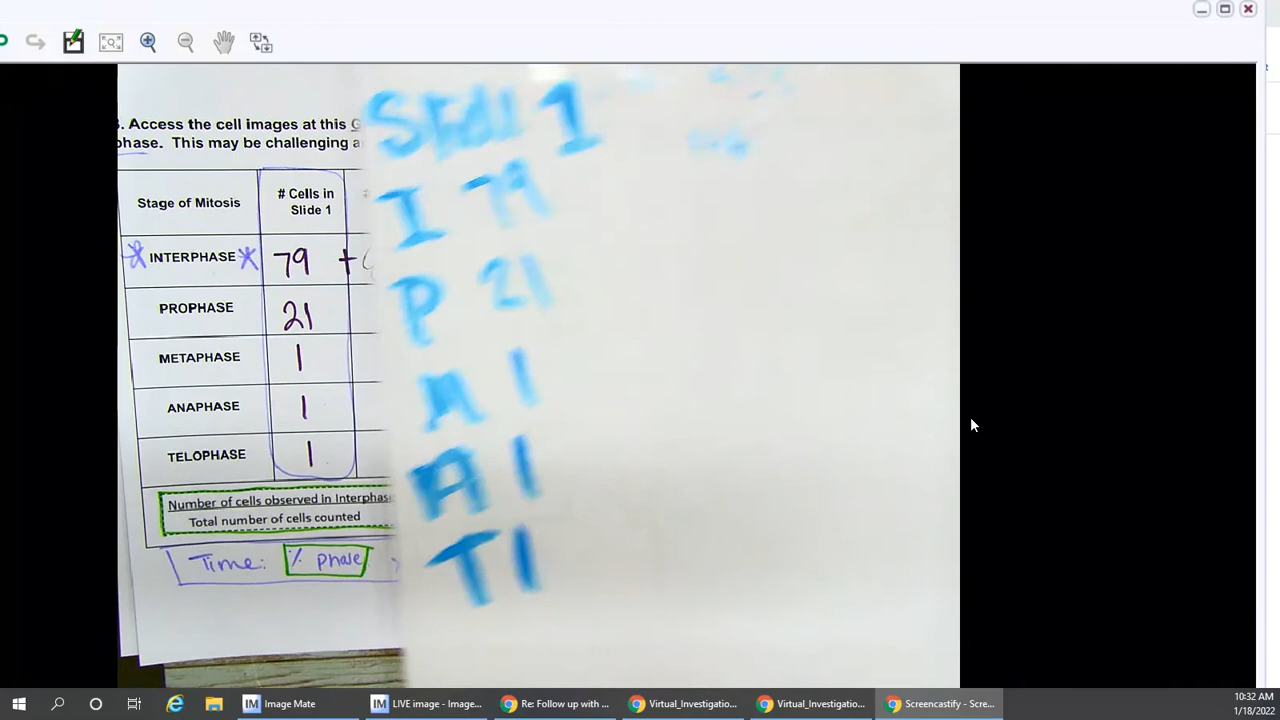 3. Access the cell images at this G
phase. This may be challenging a
Stage of Mitosis
# Cells in
Slide 1
INTERPHASE
79 +
PROPHASE
21
METAPHASE
1
ANAPHASE
1
TELOPHASE
1
Number of cells observed in Interphase
Total number of cells counted
Time: % phase
Slide 1
I 79
P 21
M 1
A 1
T 1
Image Mate
LIVE image - Image...
Re: Follow up with ...
Virtual_Investigatio...
Virtual_Investigatio...
Screencastify - Scre...
10:32 AM
1/18/2022